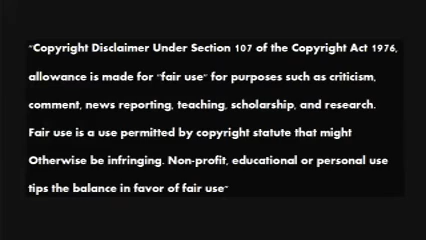 "Copyright Disclaimer Under Section 107 of the Copyright Act 1976,
allowance is made for "fair use" for purposes such as criticism,
comment, news reporting, teaching, scholarship, and research.
Fair use is a use permitted by copyright statute that might
Otherwise be infringing. Non-profit, educational or personal use
tips the balance in favor of fair use"